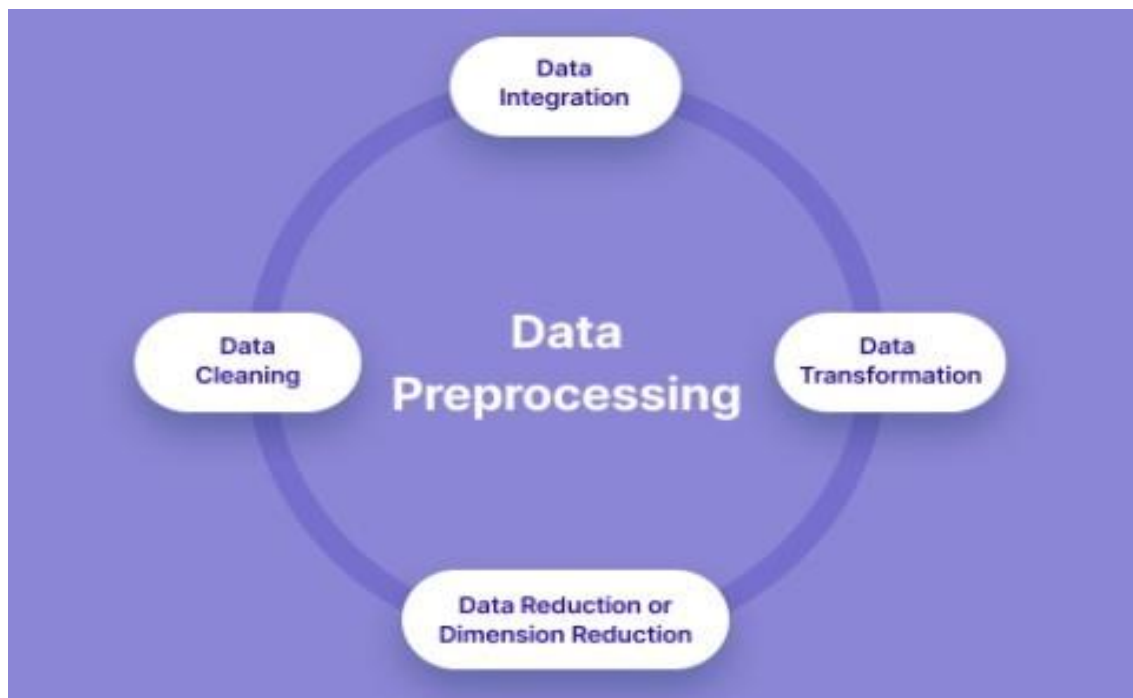 Data
Integration
Data
Cleaning
Data
Preprocessing
Data
Transformation
Data Reduction or
Dimension Reduction